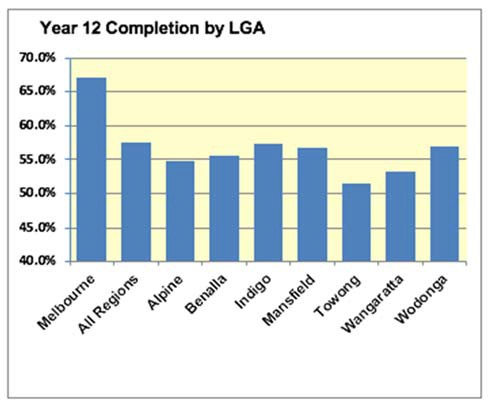 Year 12 Completion by LGA
70.0%
65.0%
60.0%
55.0%
50.0%
45.0%
40.0%
Melbourne
All Regions
Alpine
Benalla
Indigo
Mansfield
Towong
Wangaratta
Wodonga